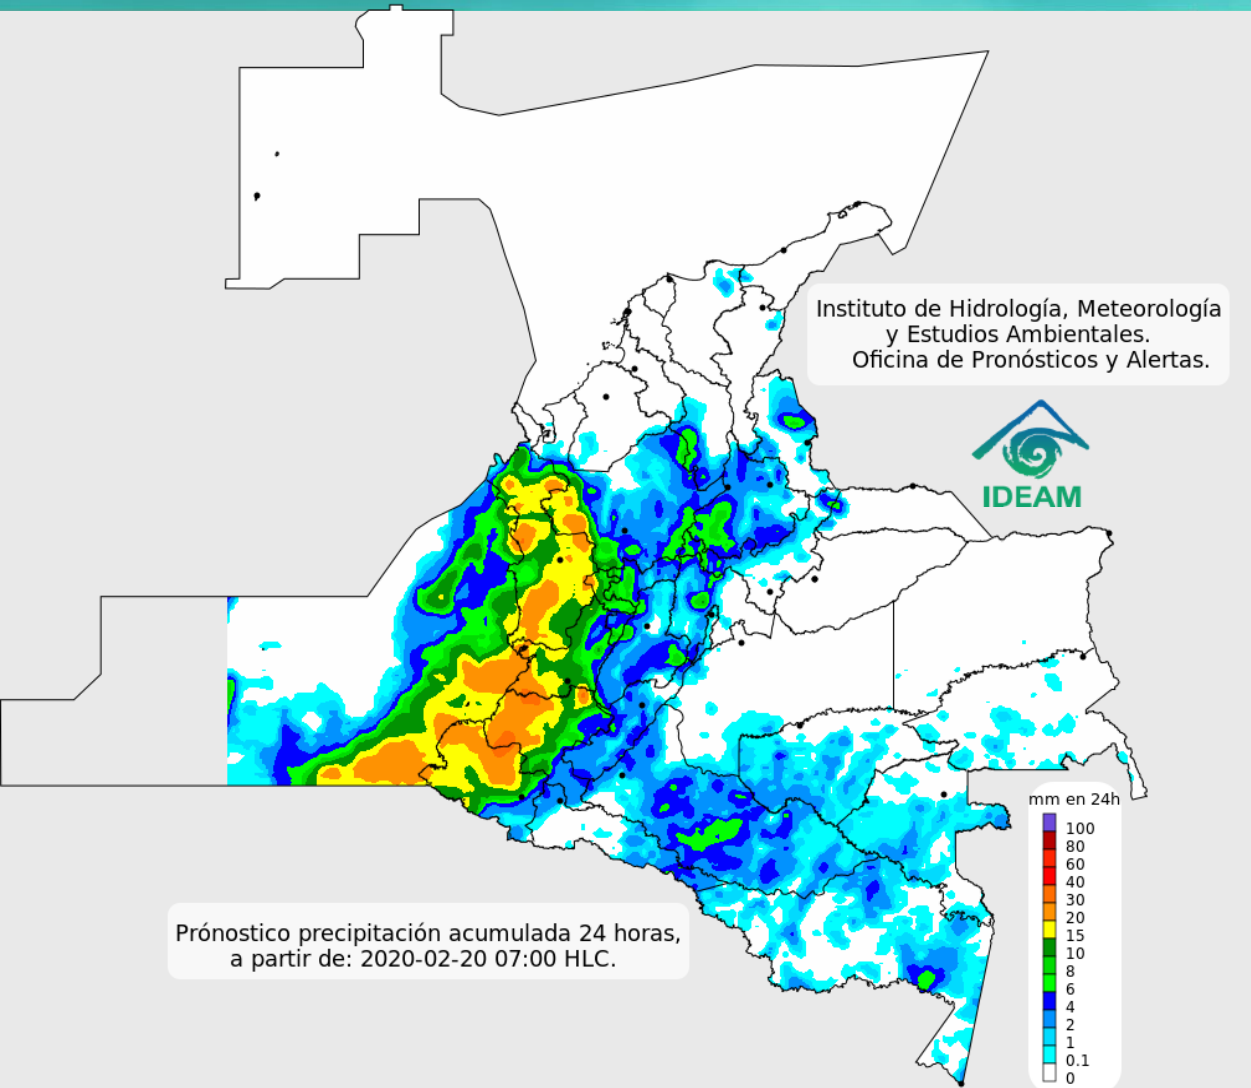 Instituto de Hidrología, Meteorología
y Estudios Ambientales.
Oficina de Pronósticos y Alertas.
IDEAM
mm en 24h
100
80
60
40
30
20
15
10
8
6
4
2
1
0.1
0
Prónostico precipitación acumulada 24 horas,
a partir de: 2020-02-20 07:00 HLC.